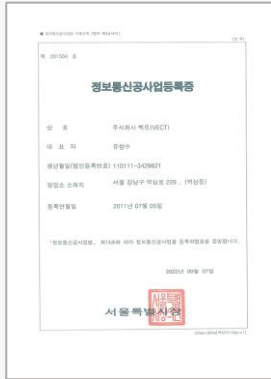 제 201504 호
정보통신공사업등록증
상 호 주식회사 벡트(VECT)
대 표 자 유창수
생년월일(법인등록번호) 110111-3429821
영업소 소재지 서울 강남구 역삼로 229 , (역삼동)
등록연월일 2011년 07월 05일
「정보통신공사업법」 제14조에 따라 정보통신공사업을 등록하였음을 증명합니다.
2022년 09월 07일
서울특별시장